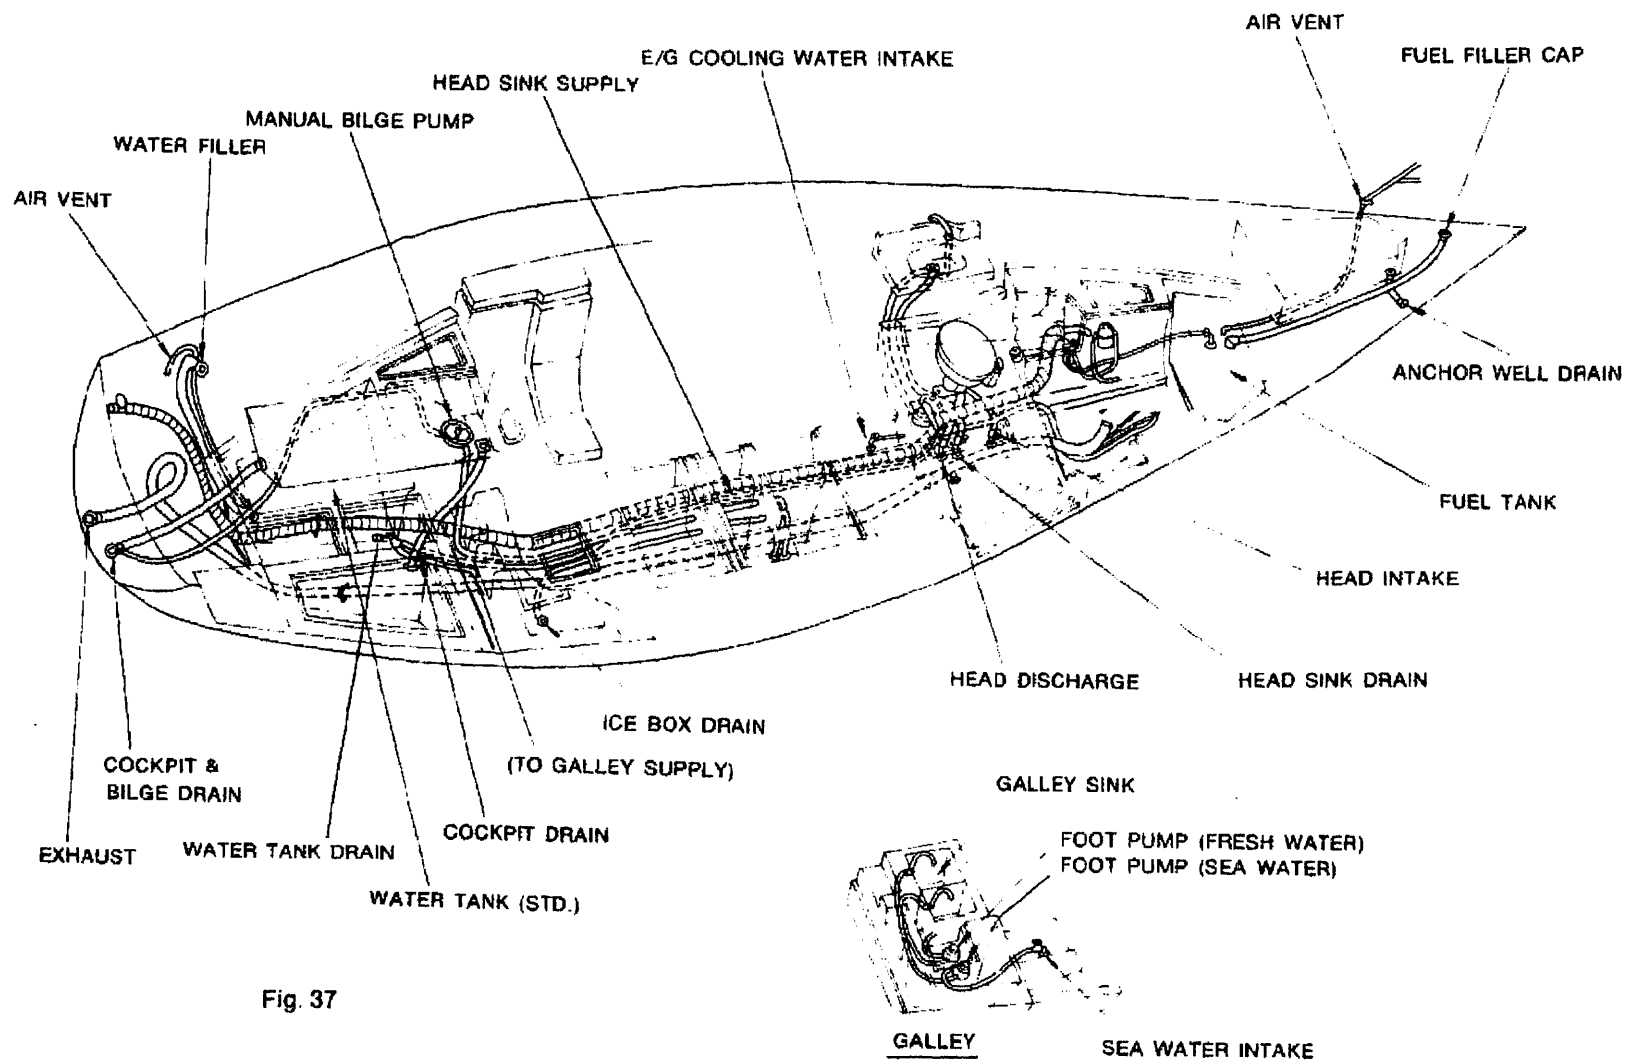 AIR VENT
FUEL FILLER CAP
E/G COOLING WATER INTAKE
HEAD SINK SUPPLY
MANUAL BILGE PUMP
WATER FILLER
AIR VENT
ANCHOR WELL DRAIN
FUEL TANK
HEAD INTAKE
HEAD DISCHARGE
HEAD SINK DRAIN
ICE BOX DRAIN
(TO GALLEY SUPPLY)
COCKPIT &
BILGE DRAIN
COCKPIT DRAIN
WATER TANK DRAIN
EXHAUST
WATER TANK (STD.)
GALLEY SINK
FOOT PUMP (FRESH WATER)
FOOT PUMP (SEA WATER)
Fig. 37
GALLEY
SEA WATER INTAKE